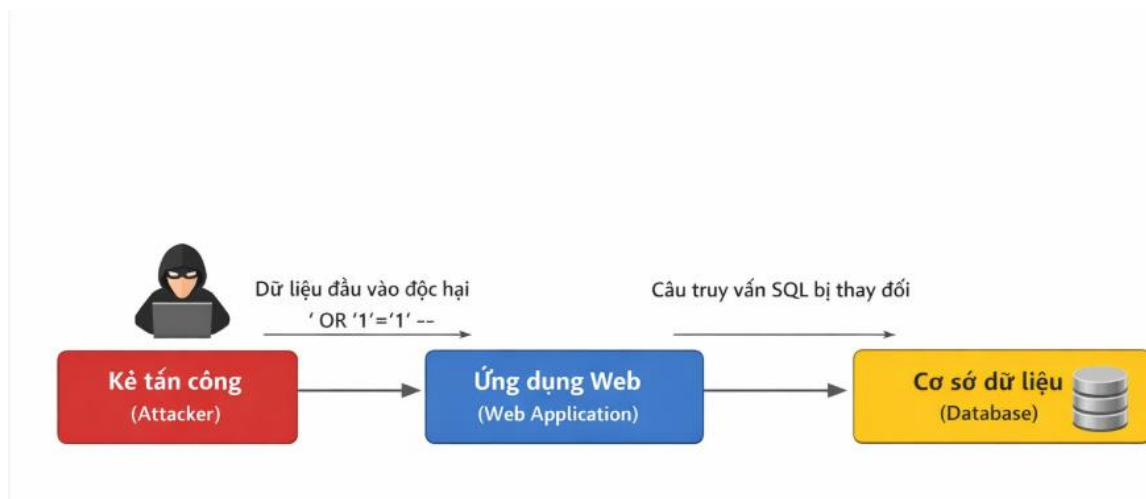 Dữ liệu đầu vào độc hại
‘ OR ‘1’=‘1’ --
Câu truy vấn SQL bị thay đổi
Kẻ tấn công
(Attacker)
Ứng dụng Web
(Web Application)
Cơ sớ dữ liệu
(Database)